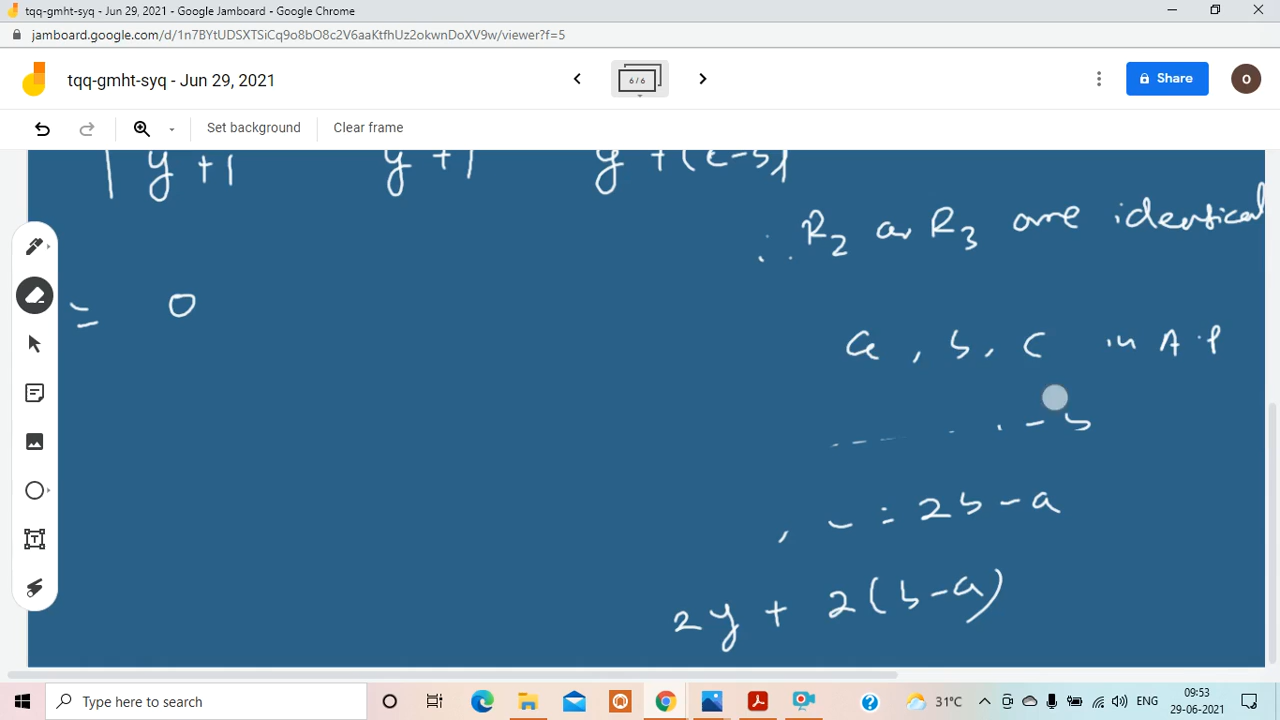 tqq-gmht-syq - Jun 29, 2021 - Google Jamboard - Google Chrome
jamboard.google.com/d/1n7BYtUDSXTSiCq9o8bO8c2V6aaKtfhUz2okwnDoXV9w/viewer?f=5
tqq-gmht-syq - Jun 29, 2021
6 / 6
Share
O
Set background
Clear frame
y+1 y+1 y+(c-b)
∴ R2 as R3 are identical
= 0
a, b, c in A.P
- b
= 2b-a
2y + 2(b-a)
Type here to search
31°C
ENG
09:53
29-06-2021